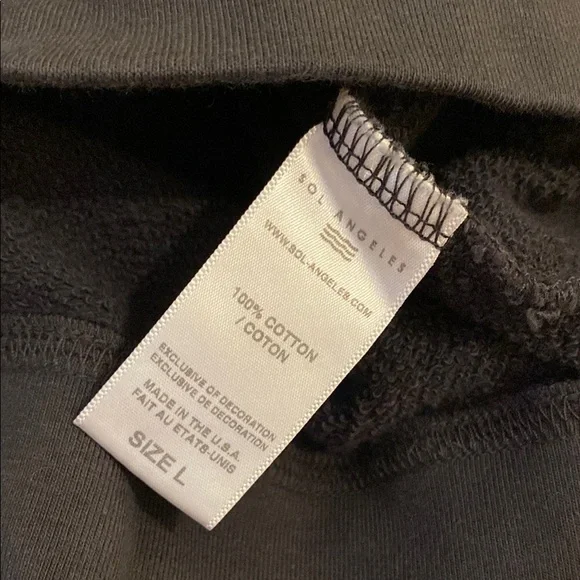 SOL ANGELES
WWW.SOL-ANGELES.COM
100% COTTON
/ COTON
EXCLUSIVE OF DECORATION
EXCLUSIVE DE DECORATION
MADE IN THE U.S.A.
FAIT AU ETATS-UNIS
SIZE L